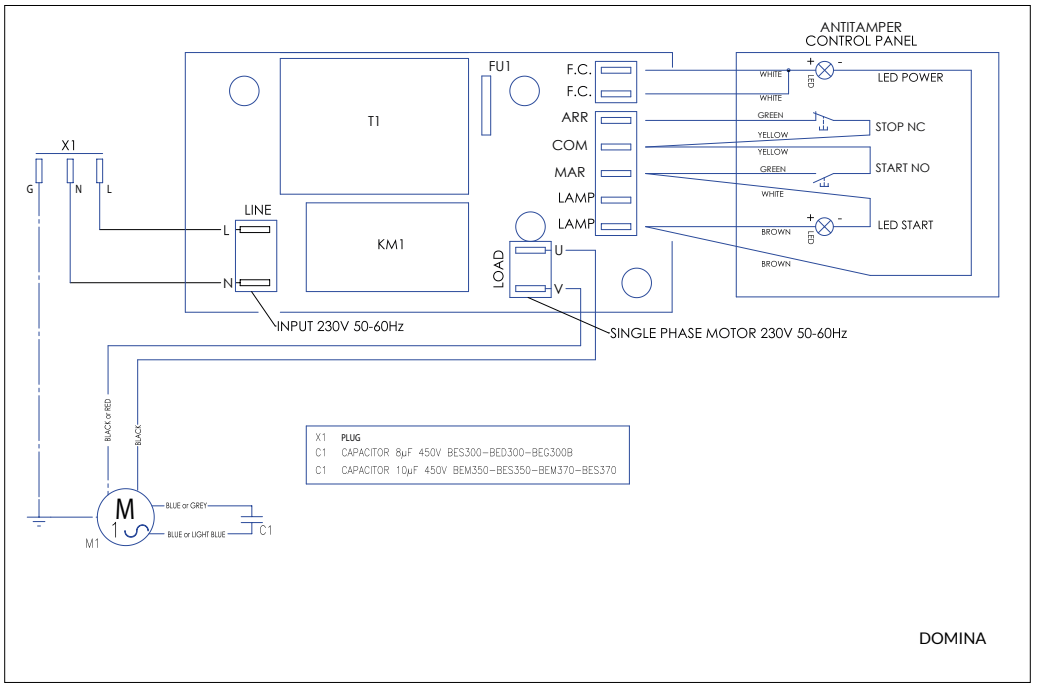 ANTITAMPER
CONTROL PANEL
FU1
F.C.
F.C.
ARR
COM
MAR
LAMP
LAMP
T1
KM1
X1
G
N
L
LINE
L
N
LOAD
U
V
WHITE
WHITE
GREEN
YELLOW
YELLOW
GREEN
WHITE
BROWN
BROWN
+
-
LED
LED POWER
E
STOP NC
START NO
E
+
-
LED
LED START
INPUT 230V 50-60Hz
SINGLE PHASE MOTOR 230V 50-60Hz
BLACK or RED
BLACK
X1 PLUG
C1 CAPACITOR 8µF 450V BES300-BED300-BEG300B
C1 CAPACITOR 10µF 450V BEM350-BES350-BEM370-BES370
M
1
M1
BLUE or GREY
BLUE or LIGHT BLUE
C1
DOMINA